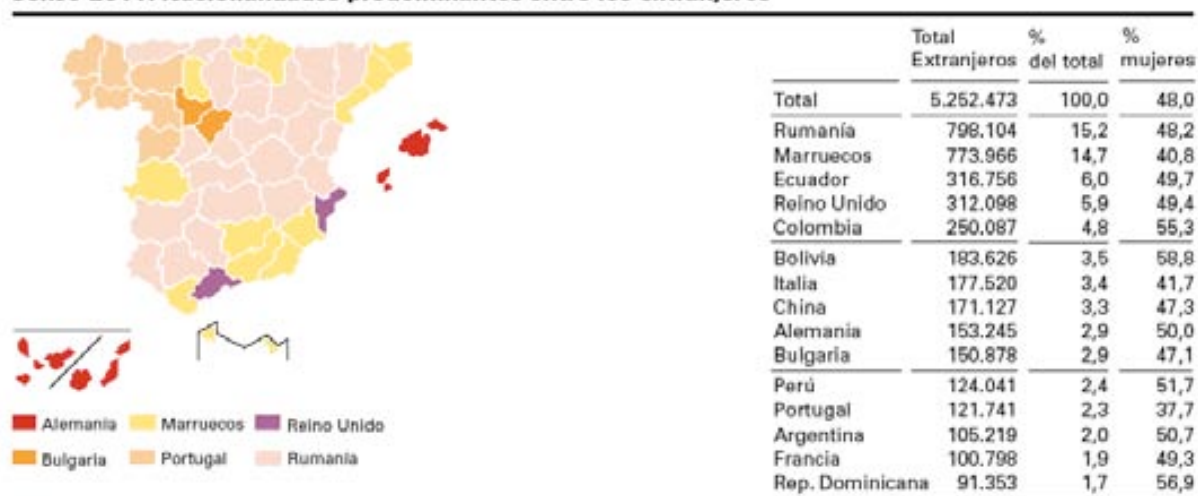 Total % %
Extranjeros del total mujeres
Total 5.252.473 100,0 48,0
Rumanía 798.104 15,2 48,2
Marruecos 773.966 14,7 40,8
Ecuador 316.756 6,0 49,7
Reino Unido 312.098 5,9 49,4
Colombia 250.087 4,8 55,3
Bolivia 183.626 3,5 58,8
Italia 177.520 3,4 41,7
China 171.127 3,3 47,3
Alemania 153.245 2,9 50,0
Bulgaria 150.878 2,9 47,1
Perú 124.041 2,4 51,7
Portugal 121.741 2,3 37,7
Argentina 105.219 2,0 50,7
Francia 100.798 1,9 49,3
Rep. Dominicana 91.353 1,7 56,9
Alemania Marruecos Reino Unido
Bulgaria Portugal Rumanía